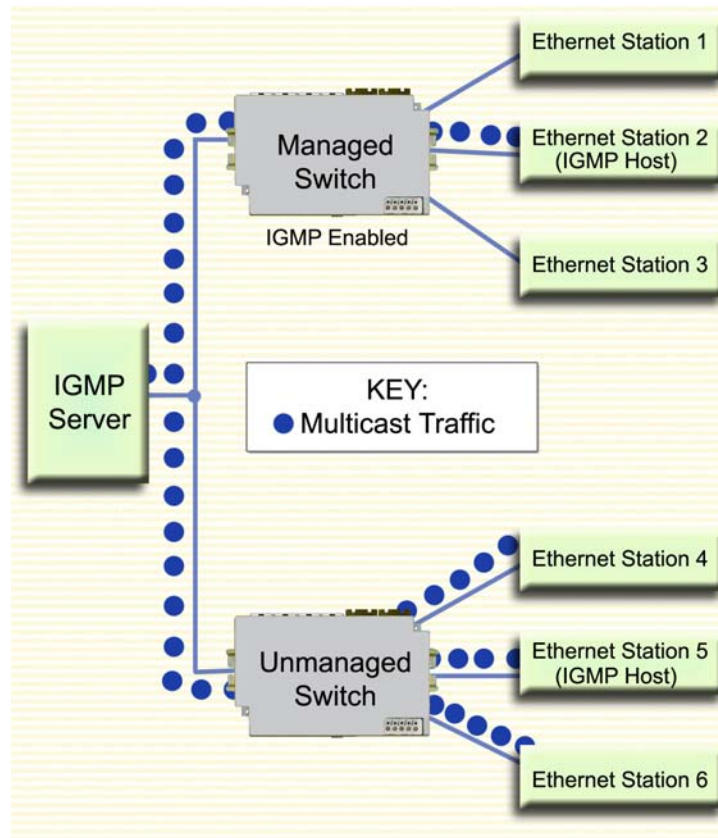 Ethernet Station 1
Managed
Switch
Ethernet Station 2
(IGMP Host)
IGMP Enabled
Ethernet Station 3
IGMP
Server
KEY:
Multicast Traffic
Ethernet Station 4
Unmanaged
Switch
Ethernet Station 5
(IGMP Host)
Ethernet Station 6